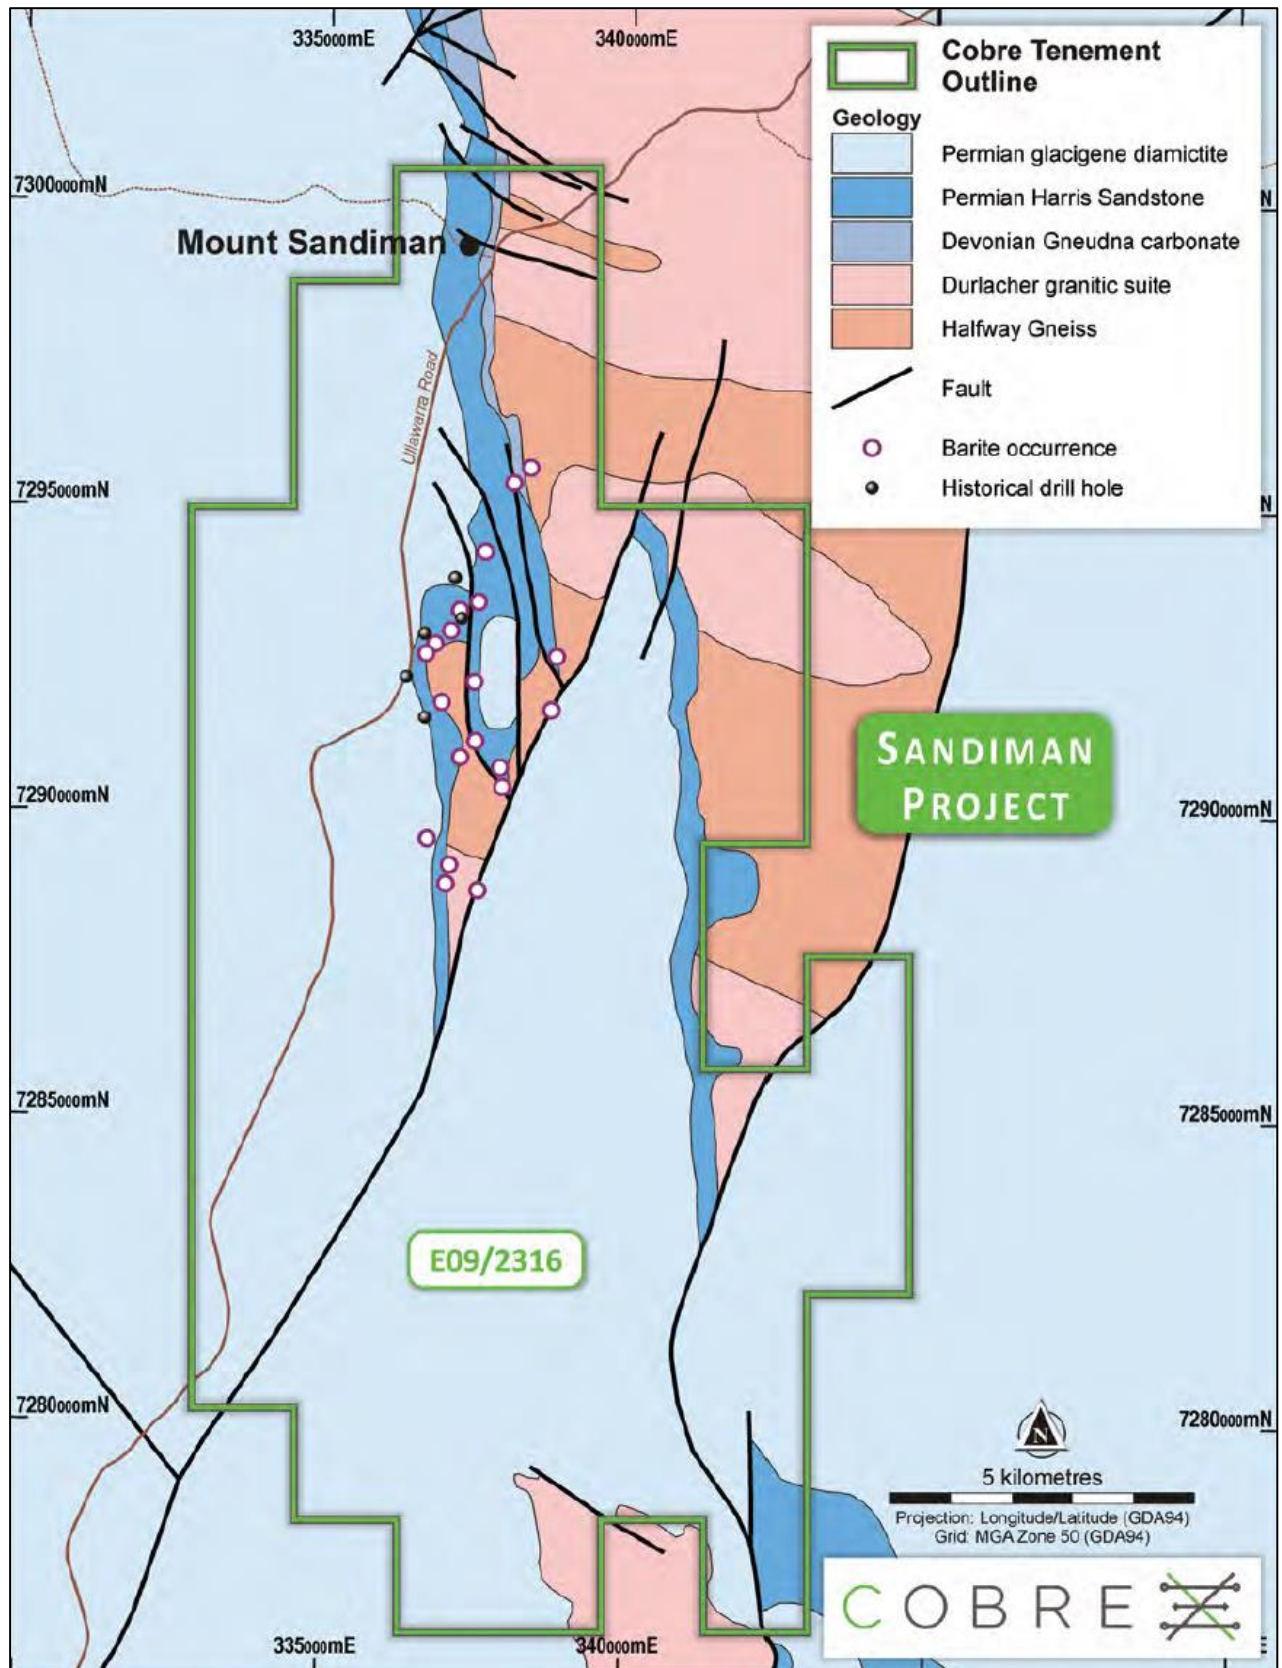 335000mE
340000mE
Cobre Tenement
Outline
Geology
Permian glacigene diamictite
Permian Harris Sandstone
Devonian Gneudna carbonate
Durlacher granitic suite
Halfway Gneiss
Fault
Barite occurrence
Historical drill hole
7300000mN
N
Mount Sandiman
Ullawarra Road
7295000mN
N
SANDIMAN
PROJECT
7290000mN
7290000mN
7285000mN
7285000mN
E09/2316
7280000mN
7280000mN
N
5 kilometres
Projection: Longitude/Latitude (GDA94)
Grid: MGA Zone 50 (GDA94)
COBRE
335000mE
340000mE
E